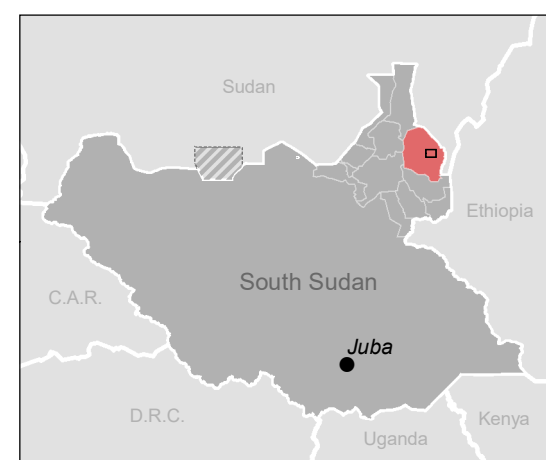 Sudan
Ethiopia
South Sudan
C.A.R.
Juba
D.R.C.
Kenya
Uganda